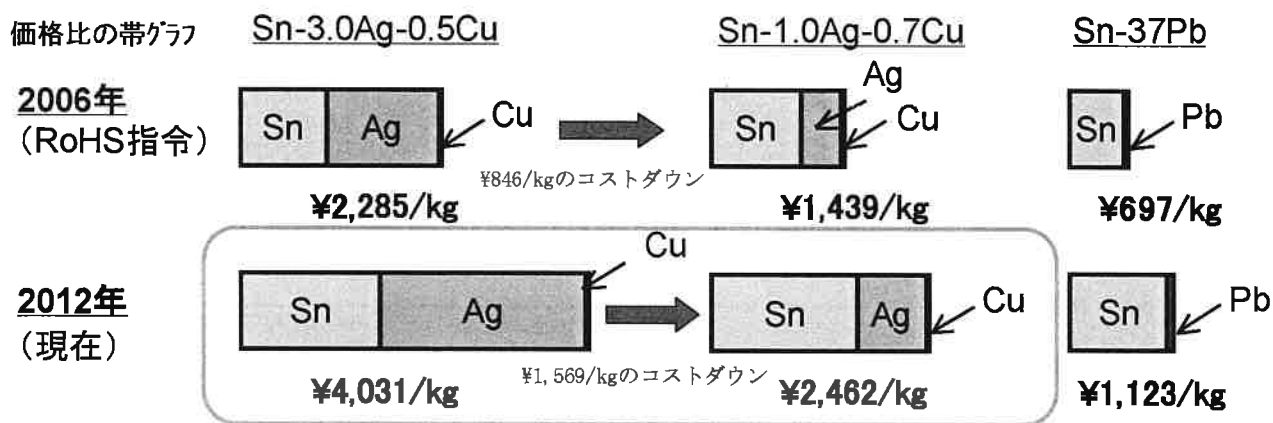 価格比の帯グラフ
Sn-3.0Ag-0.5Cu
Sn-1.0Ag-0.7Cu
Sn-37Pb
2006年
（RoHS指令）
Sn
Ag
Cu
¥846/kgのコストダウン
Sn
Ag
Cu
Sn
Pb
¥2,285/kg
¥1,439/kg
¥697/kg
2012年
（現在）
Sn
Ag
Cu
¥1,569/kgのコストダウン
Sn
Ag
Cu
Sn
Pb
¥4,031/kg
¥2,462/kg
¥1,123/kg